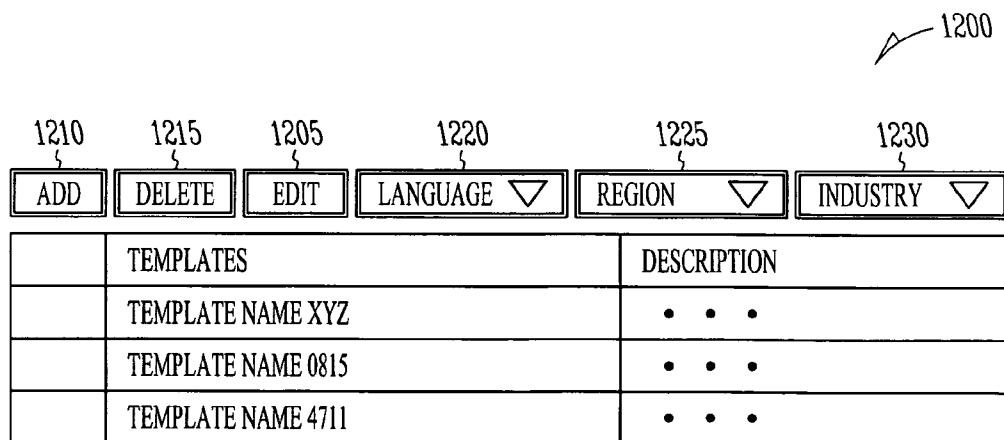 1200
1210 1215 1205 1220 1225 1230
ADD DELETE EDIT LANGUAGE REGION INDUSTRY
TEMPLATES DESCRIPTION
TEMPLATE NAME XYZ • • •
TEMPLATE NAME 0815 • • •
TEMPLATE NAME 4711 • • •